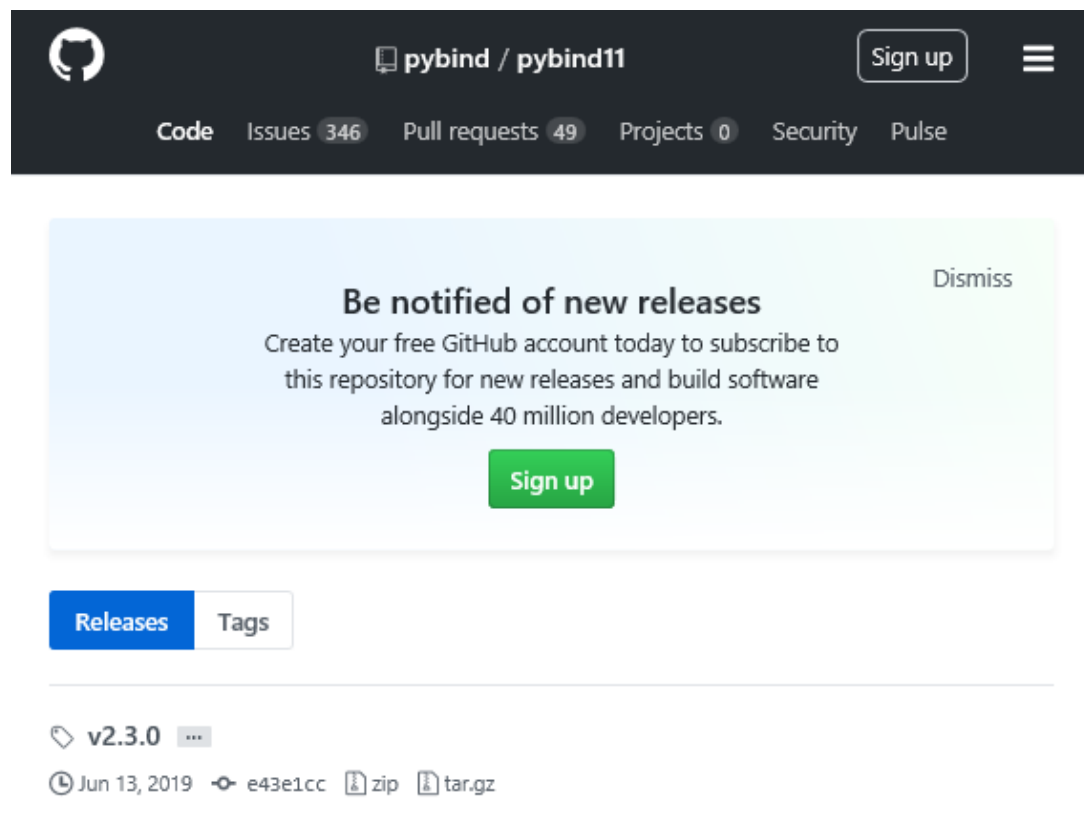 pybind / pybind11
Sign up
Code Issues 346 Pull requests 49 Projects 0 Security Pulse
Dismiss
Be notified of new releases
Create your free GitHub account today to subscribe to
this repository for new releases and build software
alongside 40 million developers.
Sign up
Releases Tags
v2.3.0 ...
Jun 13, 2019 e43e1cc zip tar.gz